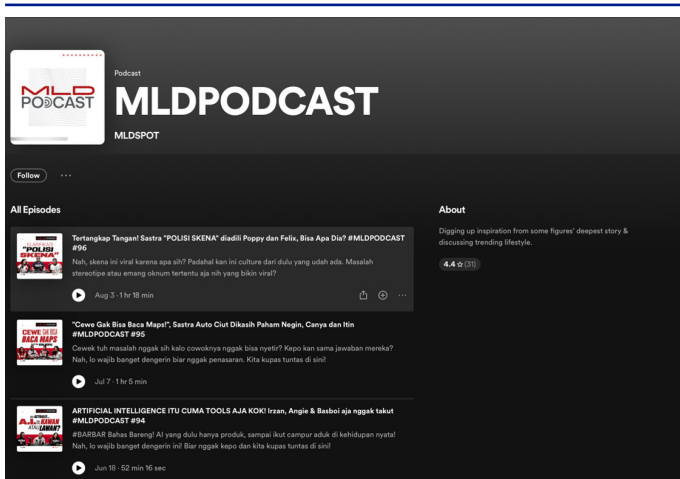 MLD
PODCAST
Podcast
MLDPODCAST
MLDSPOT
Follow
All Episodes
KLARIFIKASI
"POLISI
SKENA"
Tertangkap Tangan! Sastra "POLISI SKENA" diadili Poppy dan Felix, Bisa Apa Dia? #MLDPODCAST
#96
Nah, skena ini viral karena apa sih? Padahal kan ini culture dari dulu yang udah ada. Masalah
stereotipe atau emang oknum tertentu aja nih yang bikin viral?
Aug 3 · 1 hr 18 min
CEWE GAK BISA
BACA MAPS
"Cewe Gak Bisa Baca Maps!", Sastra Auto Ciut Dikasih Paham Negin, Canya dan Itin
#MLDPODCAST #95
Cewek tuh masalah nggak sih kalo cowoknya nggak bisa nyetir? Kepo kan sama jawaban mereka?
Nah, lo wajib banget dengerin biar nggak penasaran. Kita kupas tuntas di sini!
Jul 7 · 1 hr 5 min
A.I. KAWAN
ATAU LAWAN?
ARTIFICIAL INTELLIGENCE ITU CUMA TOOLS AJA KOK! Irzan, Angie & Basboi aja nggak takut
#MLDPODCAST #94
#BARBAR Bahas Bareng! AI yang dulu hanya produk, sampai ikut campur aduk di kehidupan nyata!
Nah, lo wajib banget dengerin ini! Biar nggak kepo dan kita kupas tuntas di sini!
Jun 18 · 52 min 16 sec
About
Digging up inspiration from some figures' deepest story &
discussing trending lifestyle.
4.4 ☆ (31)